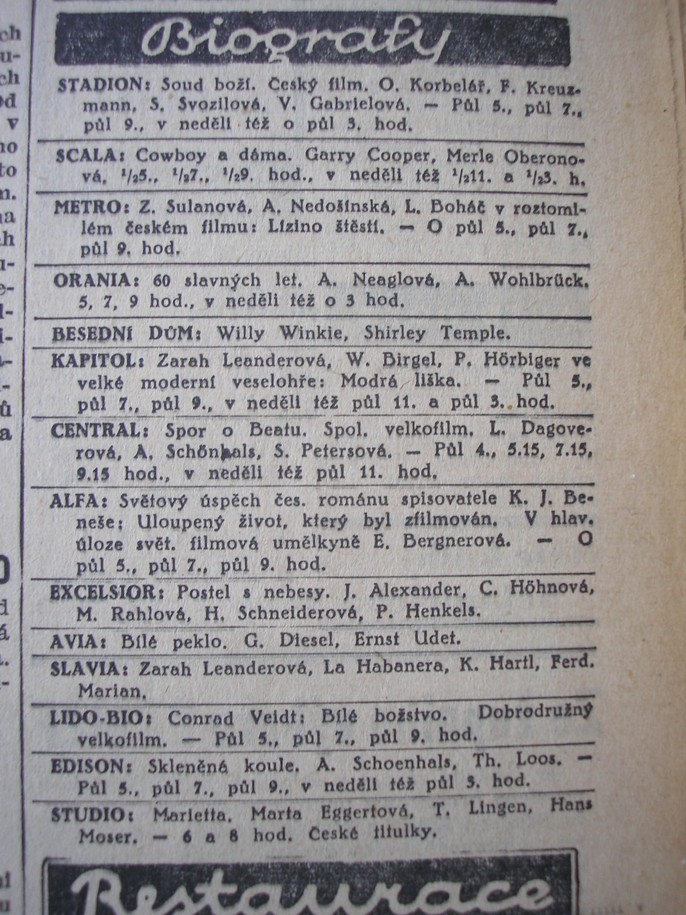 Biografy
STADION: Soud boží. Český film. O. Korbelář, F. Kreuz-
mann, S. Svozilová, V. Gabrielová. — Půl 5., půl 7.,
půl 9., v neděli též o půl 3. hod.
SCALA: Cowboy a dáma. Garry Cooper, Merle Oberono-
vá. ½5., ½7., ½9. hod., v neděli též ½11. a ½3. h.
METRO: Z. Sulanová, A. Nedošínská, L. Boháč v roztomi-
lém českém filmu: Lízino štěstí. — O půl 5., půl 7.,
půl 9. hod.
ORANIA: 60 slavných let. A. Neaglová, A. Wohlbrück.
5, 7, 9 hod., v neděli též o 3 hod.
BESEDNÍ DŮM: Willy Winkie, Shirley Temple.
KAPITOL: Zarah Leanderová, W. Birgel, P. Hörbiger ve
velké moderní veselohře: Modrá liška. — Půl 5.,
půl 7., půl 9., v neděli též půl 11. a půl 3. hod.
CENTRAL: Spor o Beatu. Spol. velkofilm. L. Dagove-
rová, A. Schönhals, S. Petersová. — Půl 4., 5.15, 7.15,
9.15 hod., v neděli též půl 11. hod.
ALFA: Světový úspěch čes. románu spisovatele K. J. Be-
neše: Uloupený život, který byl zfilmován. V hlav.
úloze svět. filmová umělkyně E. Bergnerová. — O
půl 5., půl 7., půl 9. hod.
EXCELSIOR: Postel s nebesy. J. Alexander, C. Höhnová,
M. Rahlová, H. Schneiderová, P. Henkels.
AVIA: Bílé peklo. G. Diesel, Ernst Udet.
SLAVIA: Zarah Leanderová, La Habanera, K. Hartl, Ferd.
Marian.
LIDO-BIO: Conrad Veidt: Bílé božstvo. Dobrodružný
velkofilm. — Půl 5., půl 7., půl 9. hod.
EDISON: Skleněná koule. A. Schoenhals, Th. Loos. —
Půl 5., půl 7., půl 9., v neděli též půl 3. hod.
STUDIO: Marietta. Marta Eggertová, T. Lingen, Hans
Moser. — 6 a 8 hod. České titulky.
Restaurace